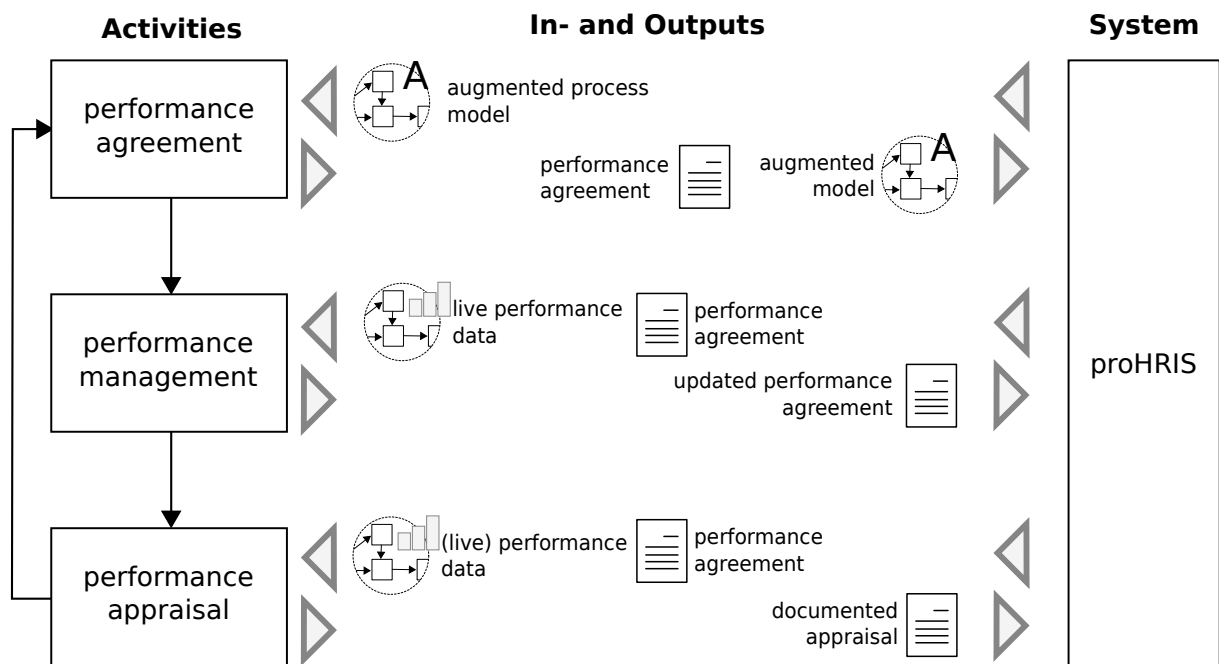 Activities
In- and Outputs
System
performance
agreement
A
augmented process
model
performance
agreement
augmented
model
A
performance
management
live performance
data
performance
agreement
updated performance
agreement
proHRIS
performance
appraisal
(live) performance
data
performance
agreement
documented
appraisal